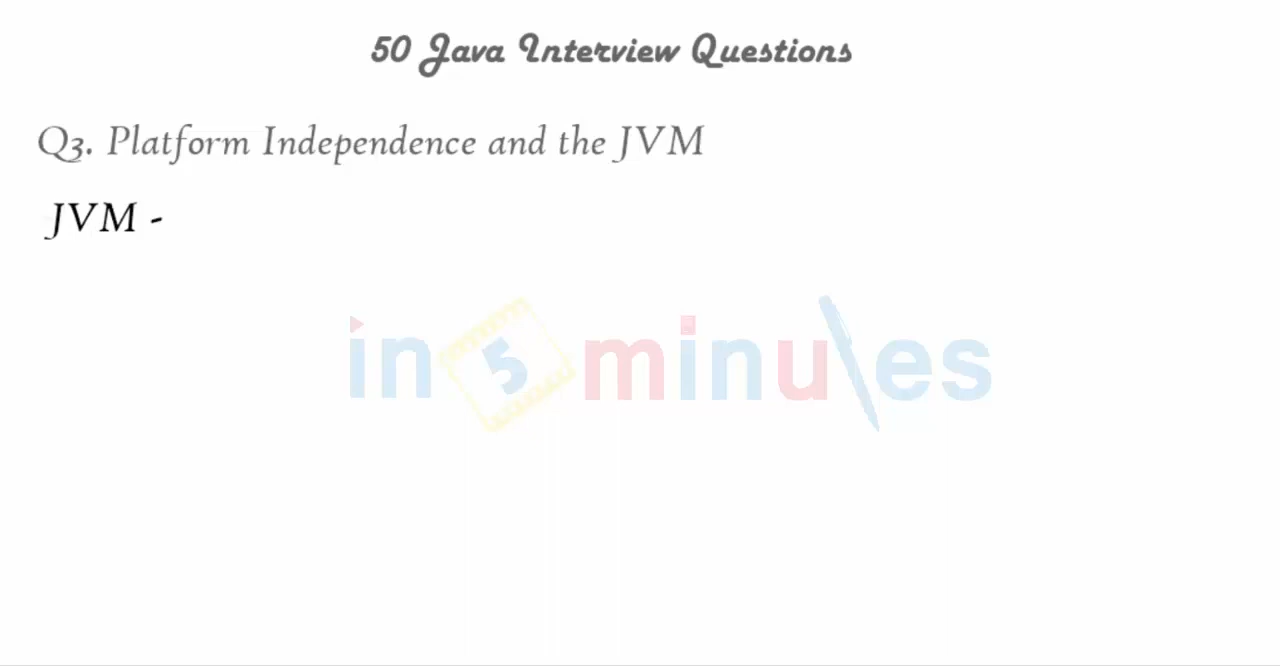 50 Java Interview Questions
Q3. Platform Independence and the JVM
JVM -
in 5 minutes